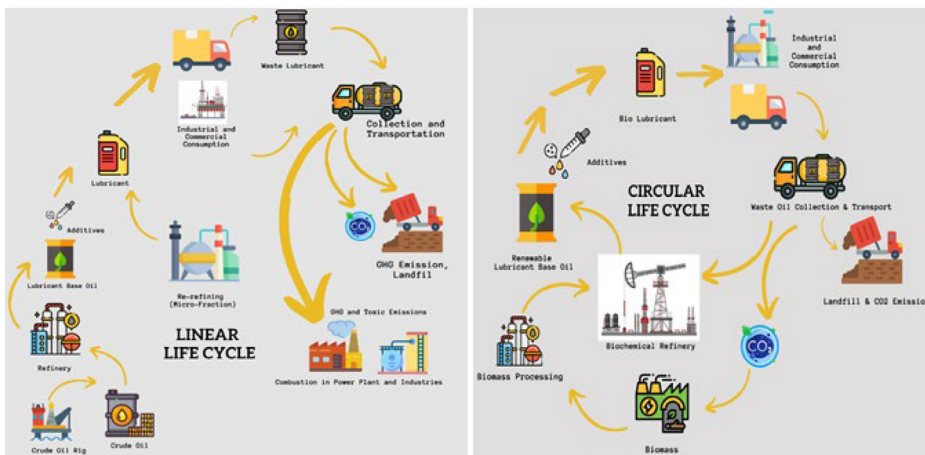 Waste Lubricant
Industrial and
Commercial
Consumption
Collection and
Transportation
Lubricant
Additives
Lubricant Base Oil
Re-refining
(Micro-Fraction)
CO₂
GHG Emission,
Landfil
LINEAR
LIFE CYCLE
GHG and Toxic Emissions
Combustion in Power Plant and Industries
Refinery
Crude Oil Rig
Crude Oil
Industrial
and
Commercial
Consumption
Bio Lubricant
Additives
CIRCULAR
LIFE CYCLE
Waste Oil Collection & Transport
Renewable
Lubricant Base Oil
Landfill & CO2 Emission
Biochemical Refinery
CO₂
Biomass Processing
Biomass